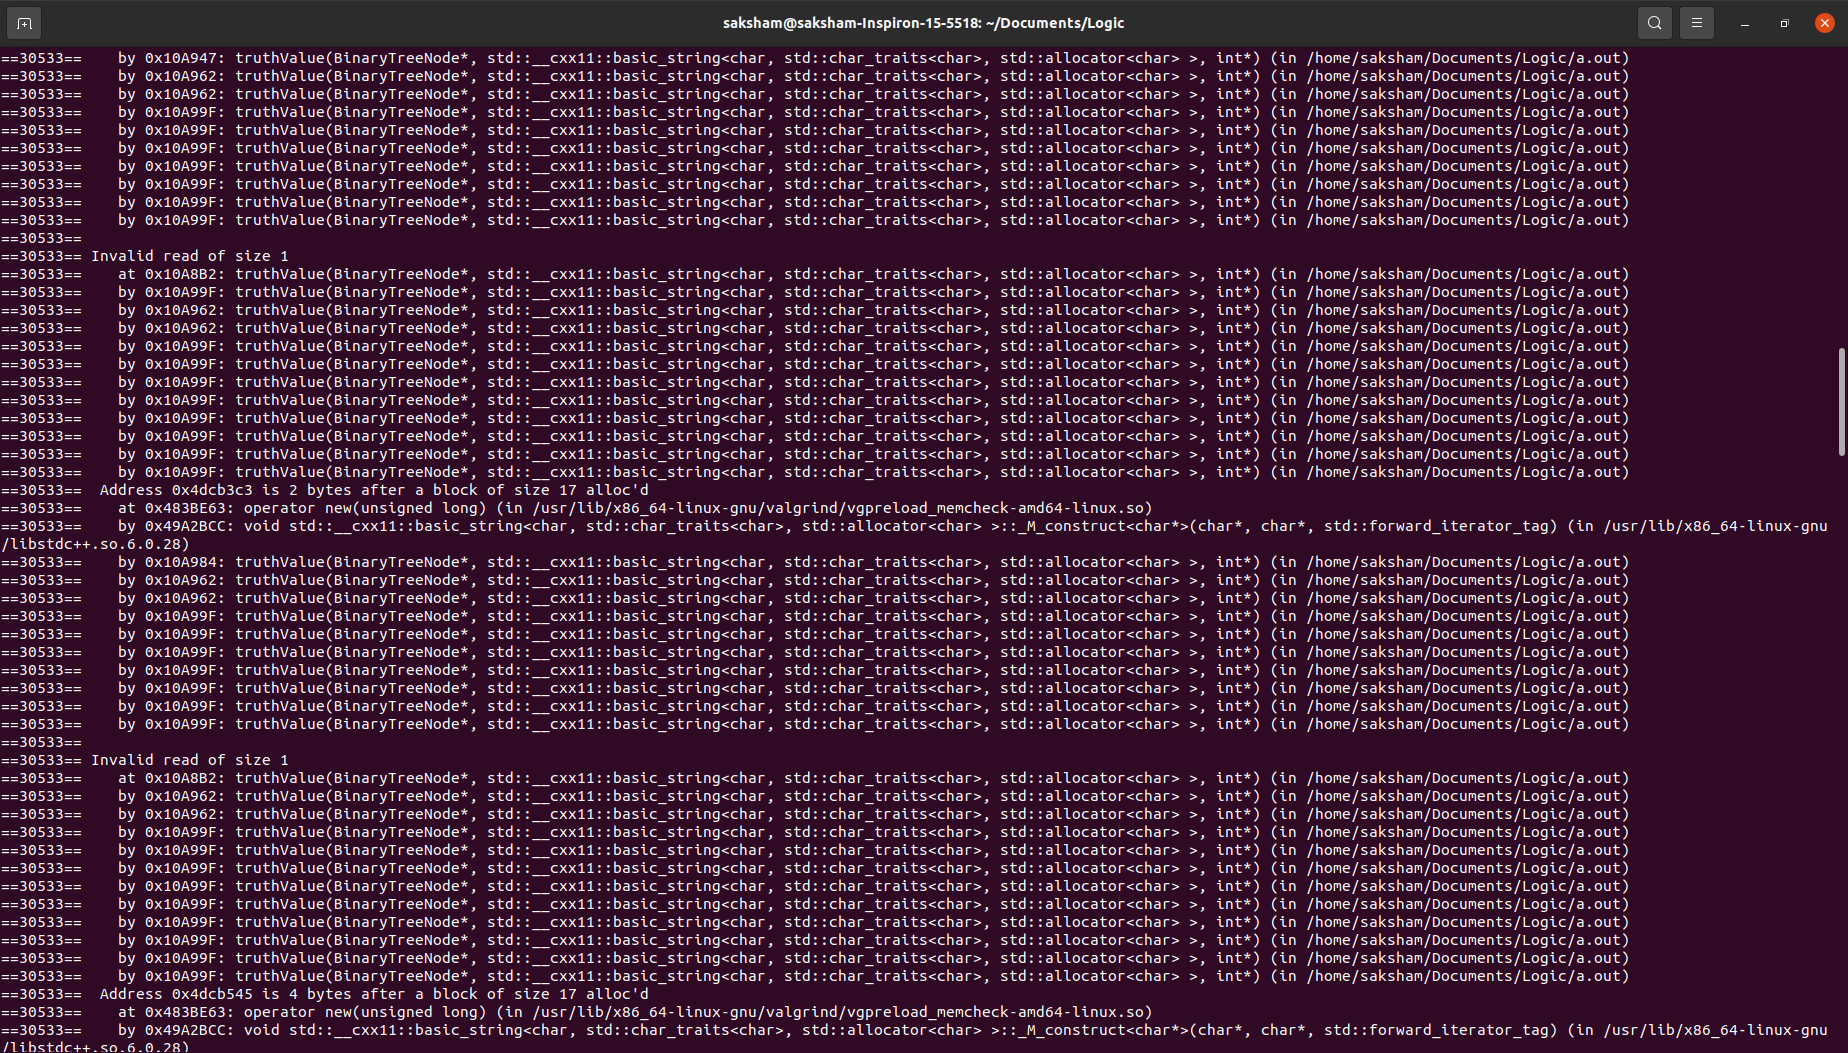 saksham@saksham-Inspiron-15-5518: ~/Documents/Logic
==30533==    by 0x10A947: truthValue(BinaryTreeNode*, std::__cxx11::basic_string<char, std::char_traits<char>, std::allocator<char> >, int*) (in /home/saksham/Documents/Logic/a.out)
==30533==    by 0x10A962: truthValue(BinaryTreeNode*, std::__cxx11::basic_string<char, std::char_traits<char>, std::allocator<char> >, int*) (in /home/saksham/Documents/Logic/a.out)
==30533==    by 0x10A962: truthValue(BinaryTreeNode*, std::__cxx11::basic_string<char, std::char_traits<char>, std::allocator<char> >, int*) (in /home/saksham/Documents/Logic/a.out)
==30533==    by 0x10A99F: truthValue(BinaryTreeNode*, std::__cxx11::basic_string<char, std::char_traits<char>, std::allocator<char> >, int*) (in /home/saksham/Documents/Logic/a.out)
==30533==    by 0x10A99F: truthValue(BinaryTreeNode*, std::__cxx11::basic_string<char, std::char_traits<char>, std::allocator<char> >, int*) (in /home/saksham/Documents/Logic/a.out)
==30533==    by 0x10A99F: truthValue(BinaryTreeNode*, std::__cxx11::basic_string<char, std::char_traits<char>, std::allocator<char> >, int*) (in /home/saksham/Documents/Logic/a.out)
==30533==    by 0x10A99F: truthValue(BinaryTreeNode*, std::__cxx11::basic_string<char, std::char_traits<char>, std::allocator<char> >, int*) (in /home/saksham/Documents/Logic/a.out)
==30533==    by 0x10A99F: truthValue(BinaryTreeNode*, std::__cxx11::basic_string<char, std::char_traits<char>, std::allocator<char> >, int*) (in /home/saksham/Documents/Logic/a.out)
==30533==    by 0x10A99F: truthValue(BinaryTreeNode*, std::__cxx11::basic_string<char, std::char_traits<char>, std::allocator<char> >, int*) (in /home/saksham/Documents/Logic/a.out)
==30533==    by 0x10A99F: truthValue(BinaryTreeNode*, std::__cxx11::basic_string<char, std::char_traits<char>, std::allocator<char> >, int*) (in /home/saksham/Documents/Logic/a.out)
==30533==
==30533== Invalid read of size 1
==30533==    at 0x10A8B2: truthValue(BinaryTreeNode*, std::__cxx11::basic_string<char, std::char_traits<char>, std::allocator<char> >, int*) (in /home/saksham/Documents/Logic/a.out)
==30533==    by 0x10A99F: truthValue(BinaryTreeNode*, std::__cxx11::basic_string<char, std::char_traits<char>, std::allocator<char> >, int*) (in /home/saksham/Documents/Logic/a.out)
==30533==    by 0x10A962: truthValue(BinaryTreeNode*, std::__cxx11::basic_string<char, std::char_traits<char>, std::allocator<char> >, int*) (in /home/saksham/Documents/Logic/a.out)
==30533==    by 0x10A962: truthValue(BinaryTreeNode*, std::__cxx11::basic_string<char, std::char_traits<char>, std::allocator<char> >, int*) (in /home/saksham/Documents/Logic/a.out)
==30533==    by 0x10A99F: truthValue(BinaryTreeNode*, std::__cxx11::basic_string<char, std::char_traits<char>, std::allocator<char> >, int*) (in /home/saksham/Documents/Logic/a.out)
==30533==    by 0x10A99F: truthValue(BinaryTreeNode*, std::__cxx11::basic_string<char, std::char_traits<char>, std::allocator<char> >, int*) (in /home/saksham/Documents/Logic/a.out)
==30533==    by 0x10A99F: truthValue(BinaryTreeNode*, std::__cxx11::basic_string<char, std::char_traits<char>, std::allocator<char> >, int*) (in /home/saksham/Documents/Logic/a.out)
==30533==    by 0x10A99F: truthValue(BinaryTreeNode*, std::__cxx11::basic_string<char, std::char_traits<char>, std::allocator<char> >, int*) (in /home/saksham/Documents/Logic/a.out)
==30533==    by 0x10A99F: truthValue(BinaryTreeNode*, std::__cxx11::basic_string<char, std::char_traits<char>, std::allocator<char> >, int*) (in /home/saksham/Documents/Logic/a.out)
==30533==    by 0x10A99F: truthValue(BinaryTreeNode*, std::__cxx11::basic_string<char, std::char_traits<char>, std::allocator<char> >, int*) (in /home/saksham/Documents/Logic/a.out)
==30533==    by 0x10A99F: truthValue(BinaryTreeNode*, std::__cxx11::basic_string<char, std::char_traits<char>, std::allocator<char> >, int*) (in /home/saksham/Documents/Logic/a.out)
==30533==    by 0x10A99F: truthValue(BinaryTreeNode*, std::__cxx11::basic_string<char, std::char_traits<char>, std::allocator<char> >, int*) (in /home/saksham/Documents/Logic/a.out)
==30533==  Address 0x4dcb3c3 is 2 bytes after a block of size 17 alloc'd
==30533==    at 0x483BE63: operator new(unsigned long) (in /usr/lib/x86_64-linux-gnu/valgrind/vgpreload_memcheck-amd64-linux.so)
==30533==    by 0x49A2BCC: void std::__cxx11::basic_string<char, std::char_traits<char>, std::allocator<char> >::_M_construct<char*>(char*, char*, std::forward_iterator_tag) (in /usr/lib/x86_64-linux-gnu
/libstdc++.so.6.0.28)
==30533==    by 0x10A984: truthValue(BinaryTreeNode*, std::__cxx11::basic_string<char, std::char_traits<char>, std::allocator<char> >, int*) (in /home/saksham/Documents/Logic/a.out)
==30533==    by 0x10A962: truthValue(BinaryTreeNode*, std::__cxx11::basic_string<char, std::char_traits<char>, std::allocator<char> >, int*) (in /home/saksham/Documents/Logic/a.out)
==30533==    by 0x10A962: truthValue(BinaryTreeNode*, std::__cxx11::basic_string<char, std::char_traits<char>, std::allocator<char> >, int*) (in /home/saksham/Documents/Logic/a.out)
==30533==    by 0x10A99F: truthValue(BinaryTreeNode*, std::__cxx11::basic_string<char, std::char_traits<char>, std::allocator<char> >, int*) (in /home/saksham/Documents/Logic/a.out)
==30533==    by 0x10A99F: truthValue(BinaryTreeNode*, std::__cxx11::basic_string<char, std::char_traits<char>, std::allocator<char> >, int*) (in /home/saksham/Documents/Logic/a.out)
==30533==    by 0x10A99F: truthValue(BinaryTreeNode*, std::__cxx11::basic_string<char, std::char_traits<char>, std::allocator<char> >, int*) (in /home/saksham/Documents/Logic/a.out)
==30533==    by 0x10A99F: truthValue(BinaryTreeNode*, std::__cxx11::basic_string<char, std::char_traits<char>, std::allocator<char> >, int*) (in /home/saksham/Documents/Logic/a.out)
==30533==    by 0x10A99F: truthValue(BinaryTreeNode*, std::__cxx11::basic_string<char, std::char_traits<char>, std::allocator<char> >, int*) (in /home/saksham/Documents/Logic/a.out)
==30533==    by 0x10A99F: truthValue(BinaryTreeNode*, std::__cxx11::basic_string<char, std::char_traits<char>, std::allocator<char> >, int*) (in /home/saksham/Documents/Logic/a.out)
==30533==    by 0x10A99F: truthValue(BinaryTreeNode*, std::__cxx11::basic_string<char, std::char_traits<char>, std::allocator<char> >, int*) (in /home/saksham/Documents/Logic/a.out)
==30533==
==30533== Invalid read of size 1
==30533==    at 0x10A8B2: truthValue(BinaryTreeNode*, std::__cxx11::basic_string<char, std::char_traits<char>, std::allocator<char> >, int*) (in /home/saksham/Documents/Logic/a.out)
==30533==    by 0x10A962: truthValue(BinaryTreeNode*, std::__cxx11::basic_string<char, std::char_traits<char>, std::allocator<char> >, int*) (in /home/saksham/Documents/Logic/a.out)
==30533==    by 0x10A962: truthValue(BinaryTreeNode*, std::__cxx11::basic_string<char, std::char_traits<char>, std::allocator<char> >, int*) (in /home/saksham/Documents/Logic/a.out)
==30533==    by 0x10A99F: truthValue(BinaryTreeNode*, std::__cxx11::basic_string<char, std::char_traits<char>, std::allocator<char> >, int*) (in /home/saksham/Documents/Logic/a.out)
==30533==    by 0x10A99F: truthValue(BinaryTreeNode*, std::__cxx11::basic_string<char, std::char_traits<char>, std::allocator<char> >, int*) (in /home/saksham/Documents/Logic/a.out)
==30533==    by 0x10A99F: truthValue(BinaryTreeNode*, std::__cxx11::basic_string<char, std::char_traits<char>, std::allocator<char> >, int*) (in /home/saksham/Documents/Logic/a.out)
==30533==    by 0x10A99F: truthValue(BinaryTreeNode*, std::__cxx11::basic_string<char, std::char_traits<char>, std::allocator<char> >, int*) (in /home/saksham/Documents/Logic/a.out)
==30533==    by 0x10A99F: truthValue(BinaryTreeNode*, std::__cxx11::basic_string<char, std::char_traits<char>, std::allocator<char> >, int*) (in /home/saksham/Documents/Logic/a.out)
==30533==    by 0x10A99F: truthValue(BinaryTreeNode*, std::__cxx11::basic_string<char, std::char_traits<char>, std::allocator<char> >, int*) (in /home/saksham/Documents/Logic/a.out)
==30533==    by 0x10A99F: truthValue(BinaryTreeNode*, std::__cxx11::basic_string<char, std::char_traits<char>, std::allocator<char> >, int*) (in /home/saksham/Documents/Logic/a.out)
==30533==    by 0x10A99F: truthValue(BinaryTreeNode*, std::__cxx11::basic_string<char, std::char_traits<char>, std::allocator<char> >, int*) (in /home/saksham/Documents/Logic/a.out)
==30533==    by 0x10A99F: truthValue(BinaryTreeNode*, std::__cxx11::basic_string<char, std::char_traits<char>, std::allocator<char> >, int*) (in /home/saksham/Documents/Logic/a.out)
==30533==  Address 0x4dcb545 is 4 bytes after a block of size 17 alloc'd
==30533==    at 0x483BE63: operator new(unsigned long) (in /usr/lib/x86_64-linux-gnu/valgrind/vgpreload_memcheck-amd64-linux.so)
==30533==    by 0x49A2BCC: void std::__cxx11::basic_string<char, std::char_traits<char>, std::allocator<char> >::_M_construct<char*>(char*, char*, std::forward_iterator_tag) (in /usr/lib/x86_64-linux-gnu
/libstdc++.so.6.0.28)